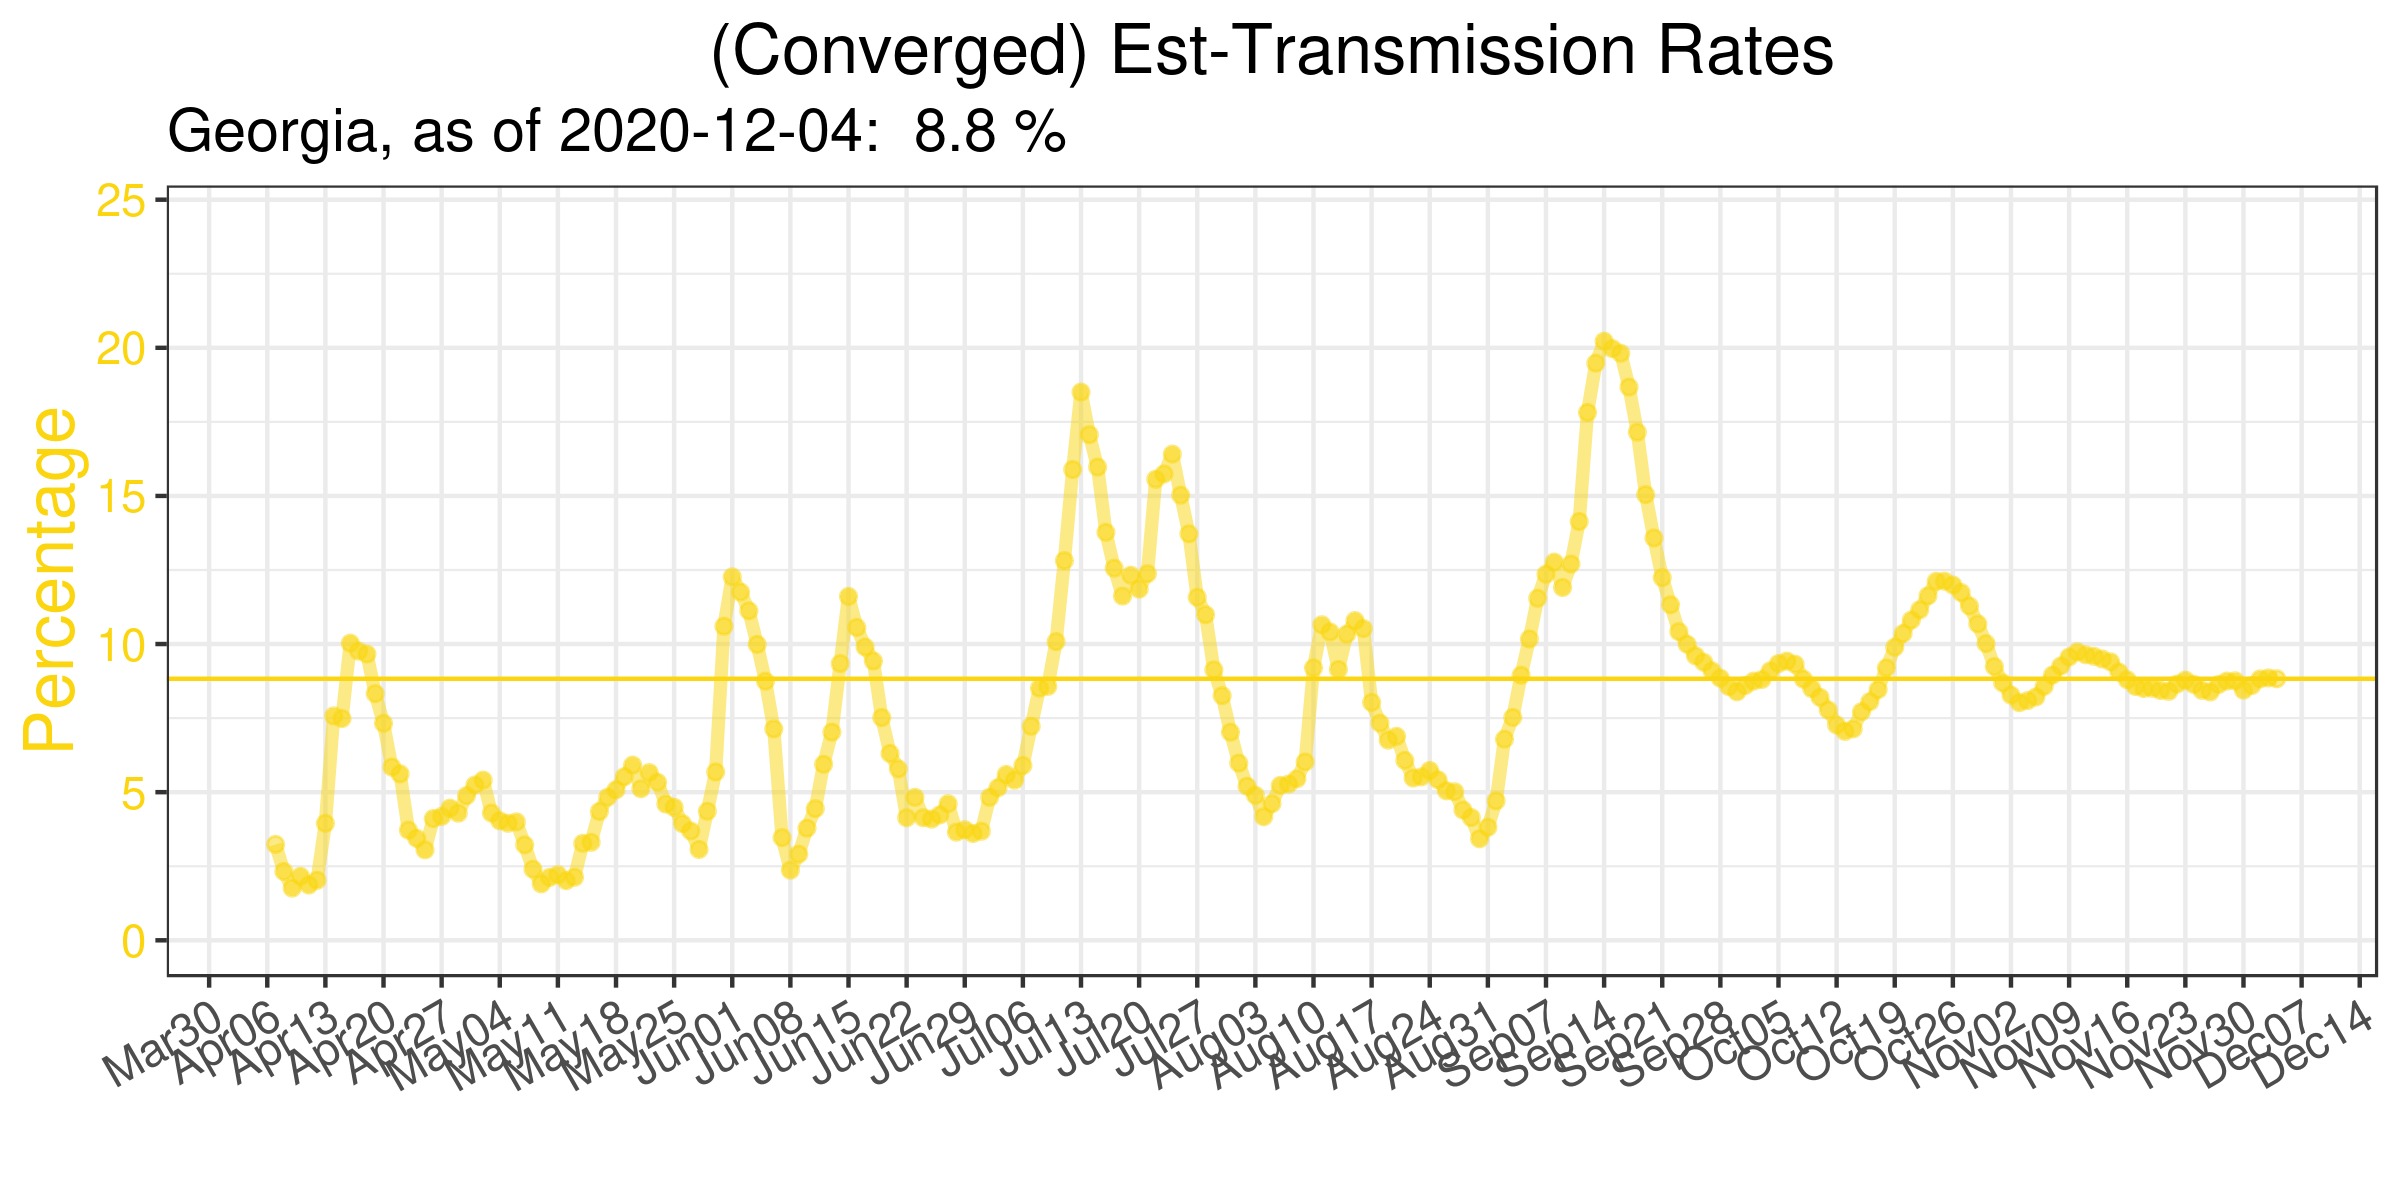 (Converged) Est-Transmission Rates
Georgia, as of 2020-12-04:  8.8 %
Percentage
25
20
15
10
5
0
Mar30
Apr06
Apr13
Apr20
Apr27
May04
May11
May18
May25
Jun01
Jun08
Jun15
Jun22
Jun29
Jul06
Jul13
Jul20
Jul27
Aug03
Aug10
Aug17
Aug24
Aug31
Sep07
Sep14
Sep21
Sep28
Oct05
Oct12
Oct19
Oct26
Nov02
Nov09
Nov16
Nov23
Nov30
Dec07
Dec14